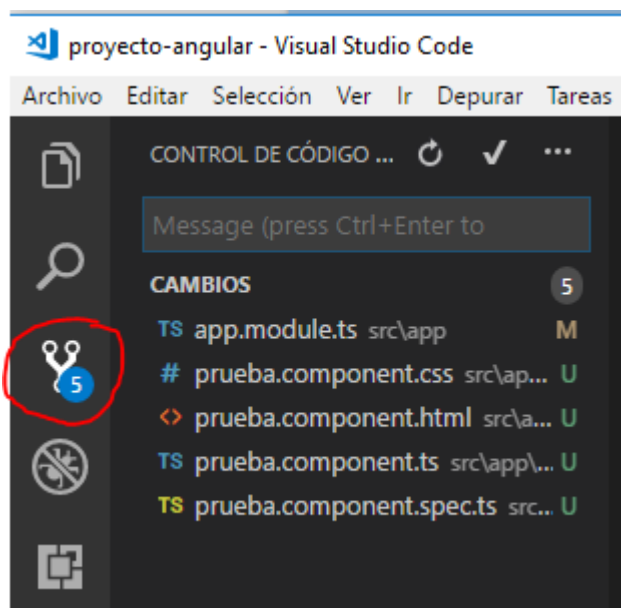 proyecto-angular - Visual Studio Code
Archivo Editar Selección Ver Ir Depurar Tareas
CONTROL DE CÓDIGO ...
Message (press Ctrl+Enter to
CAMBIOS 5
TS app.module.ts src\app M
# prueba.component.css src\ap... U
<> prueba.component.html src\a... U
5
TS prueba.component.ts src\app\... U
TS prueba.component.spec.ts src... U